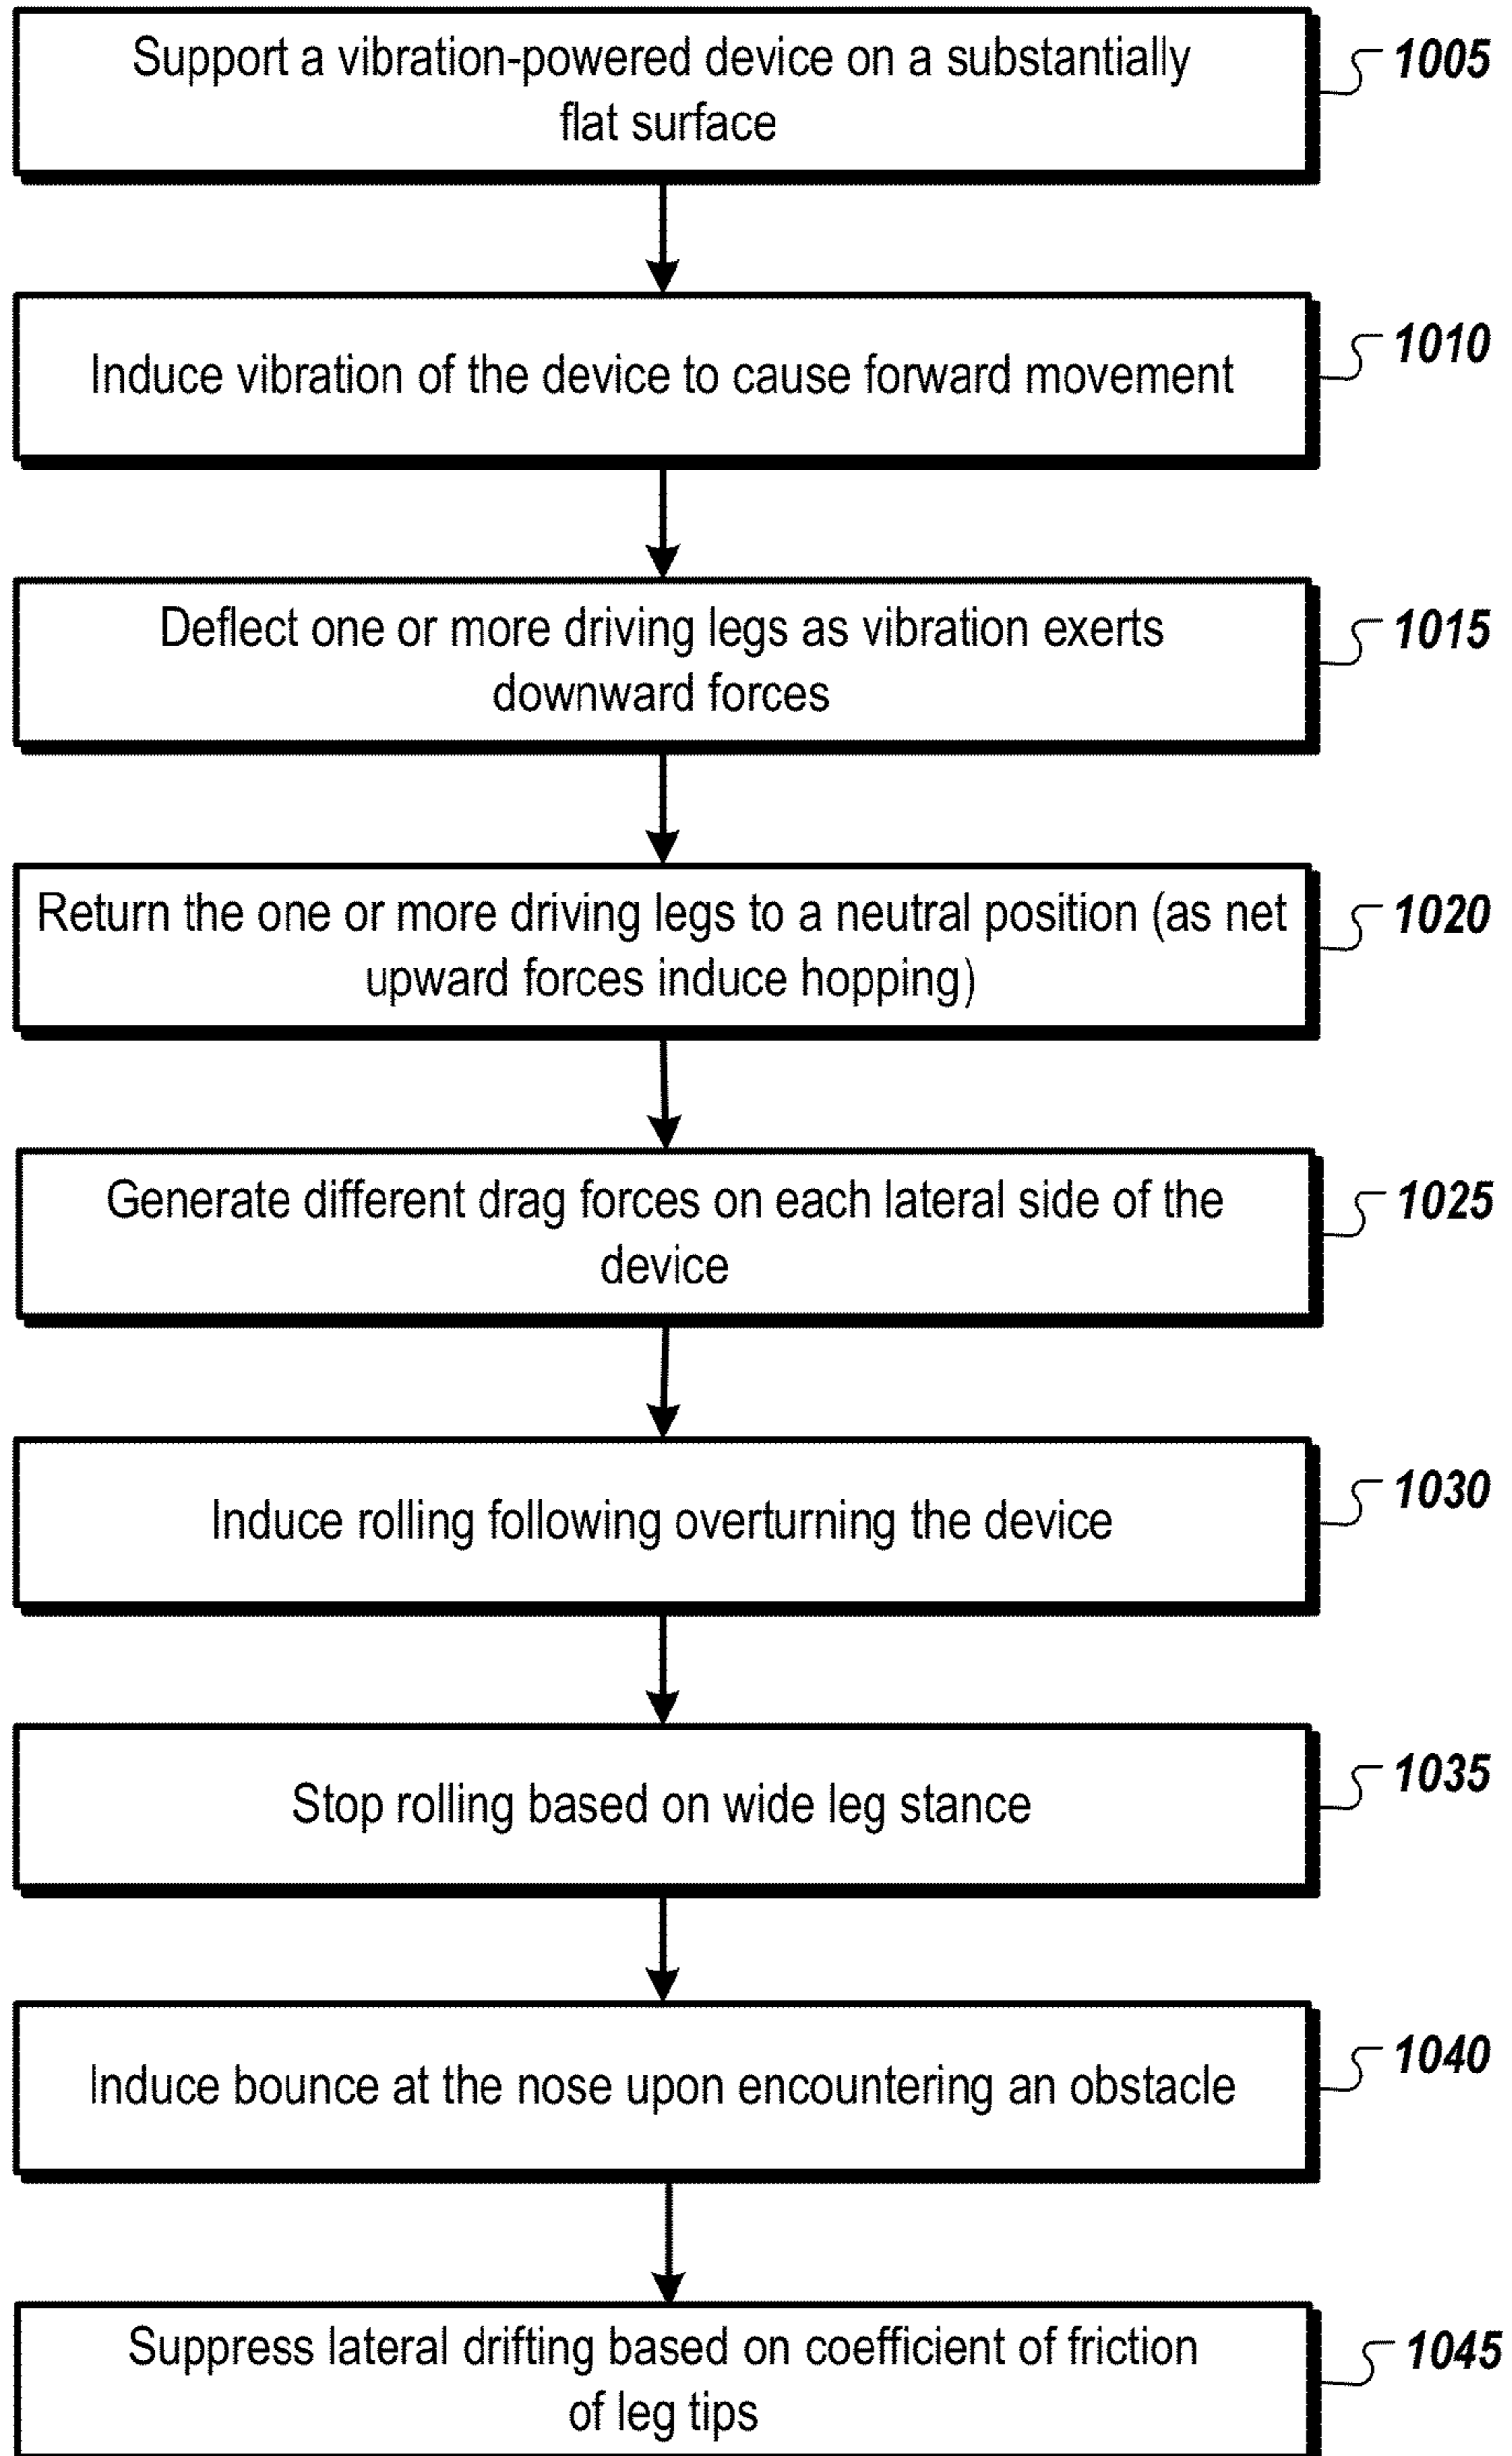 Support a vibration-powered device on a substantially
flat surface
1005
Induce vibration of the device to cause forward movement
1010
Deflect one or more driving legs as vibration exerts
downward forces
1015
Return the one or more driving legs to a neutral position (as net
upward forces induce hopping)
1020
Generate different drag forces on each lateral side of the
device
1025
Induce rolling following overturning the device
1030
Stop rolling based on wide leg stance
1035
Induce bounce at the nose upon encountering an obstacle
1040
Suppress lateral drifting based on coefficient of friction
of leg tips
1045